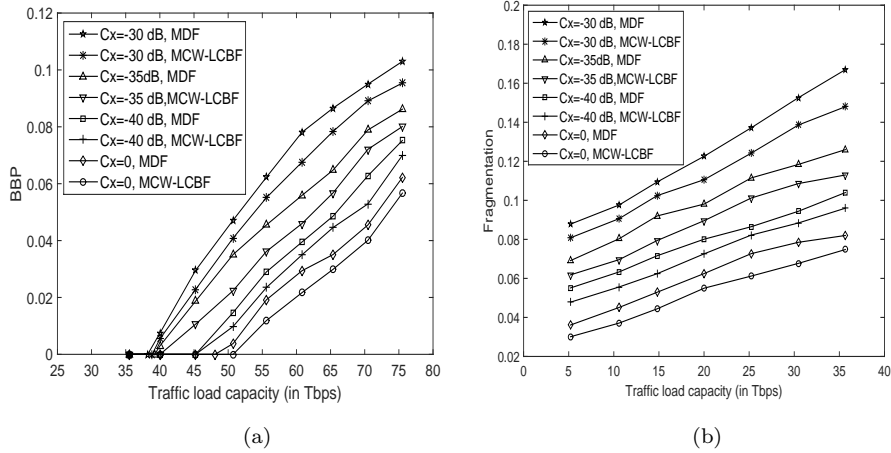 0.12
0.1
0.08
0.06
0.04
0.02
0
BBP
Cx=-30 dB, MDF
Cx=-30 dB, MCW-LCBF
Cx=-35dB, MDF
Cx=-35 dB,MCW-LCBF
Cx=-40 dB, MDF
Cx=-40 dB, MCW-LCBF
Cx=0, MDF
Cx=0, MCW-LCBF
25 30 35 40 45 50 55 60 65 70 75 80
Traffic load capacity (in Tbps)
(a)
0.2
0.18
0.16
0.14
0.12
0.1
0.08
0.06
0.04
0.02
Fragmentation
Cx=-30 dB, MDF
Cx=-30 dB, MCW-LCBF
Cx=-35dB, MDF
Cx=-35 dB,MCW-LCBF
Cx=-40 dB, MDF
Cx=-40 dB, MCW-LCBF
Cx=0, MDF
Cx=0, MCW-LCBF
0 5 10 15 20 25 30 35 40
Traffic load capacity (in Tbps)
(b)